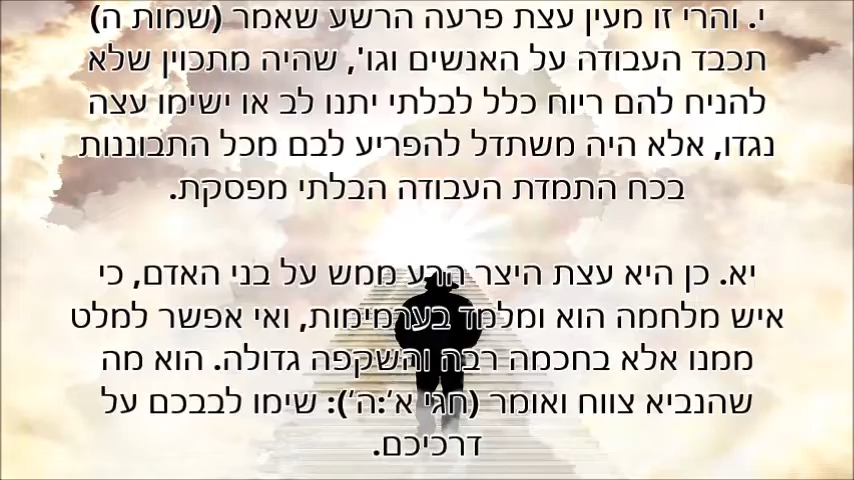 י. והרי זו מעין עצת פרעה הרשע שאמר (שמות ה)
תכבד העבודה על האנשים וגו', שהיה מתכוין שלא
להניח להם ריוח כלל לבלתי יתנו לב או ישימו עצה
נגדו, אלא היה משתדל להפריע לבם מכל התבוננות
בכח התמדת העבודה הבלתי מפסקת.
יא. כן היא עצת היצר הרע ממש על בני האדם, כי
איש מלחמה הוא ומלמד בערמימות, ואי אפשר למלט
ממנו אלא בחכמה רבה והשקפה גדולה. הוא מה
שהנביא צווח ואומר (חגי א':ה'): שימו לבבכם על
דרכיכם.